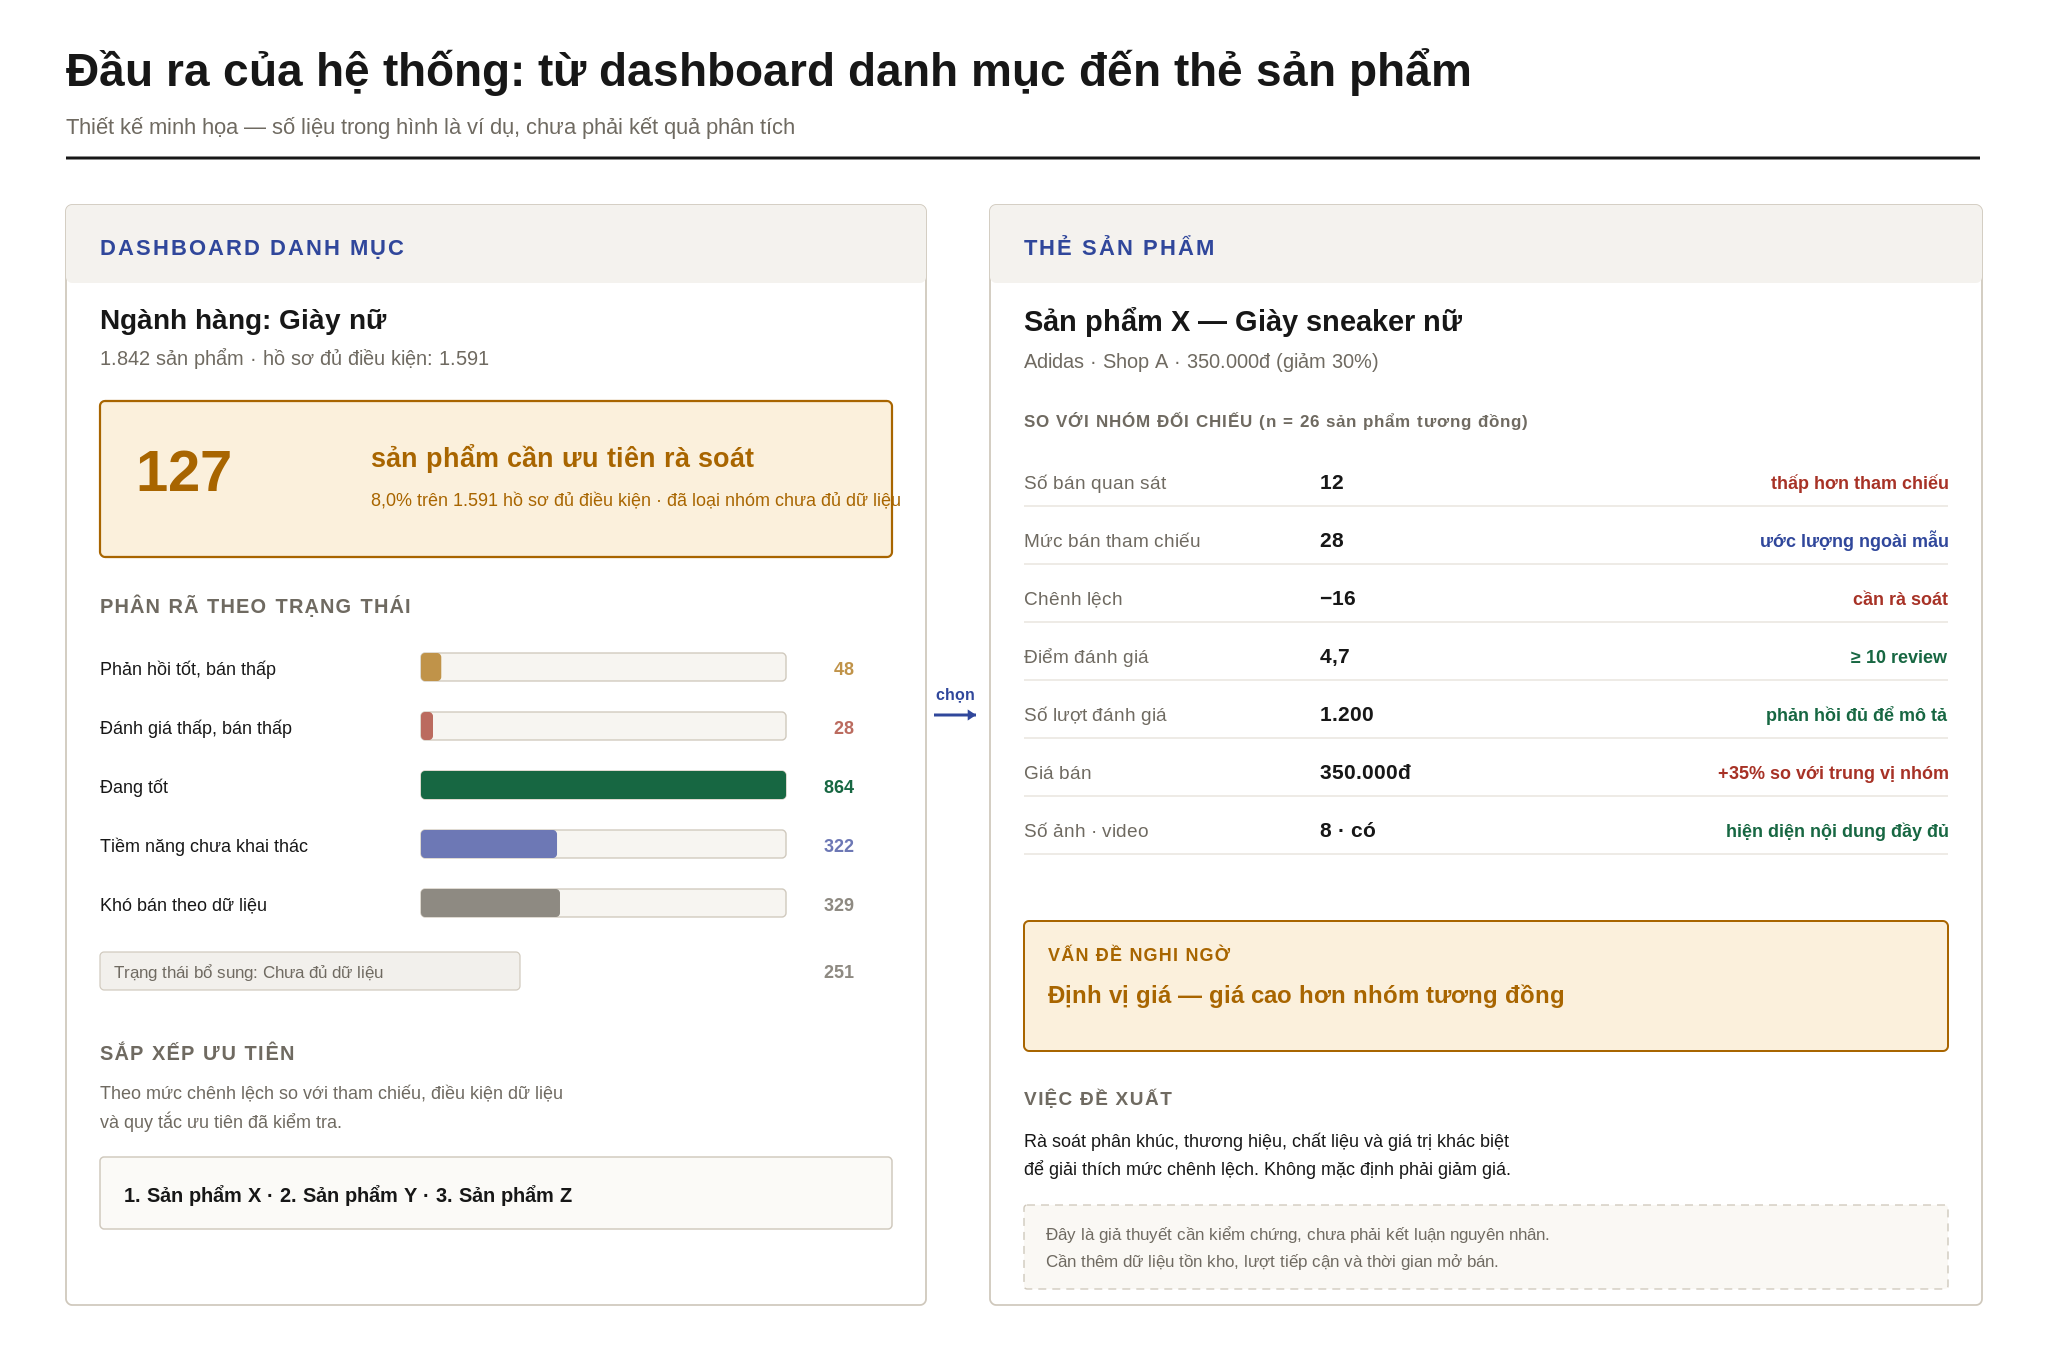 Đầu ra của hệ thống: từ dashboard danh mục đến thẻ sản phẩm
Thiết kế minh họa — số liệu trong hình là ví dụ, chưa phải kết quả phân tích
DASHBOARD DANH MỤC
Ngành hàng: Giày nữ
1.842 sản phẩm · hồ sơ đủ điều kiện: 1.591
127
sản phẩm cần ưu tiên rà soát
8,0% trên 1.591 hồ sơ đủ điều kiện · đã loại nhóm chưa đủ dữ liệu
PHÂN RÃ THEO TRẠNG THÁI
Phản hồi tốt, bán thấp 48
Đánh giá thấp, bán thấp 28
Đang tốt 864
Tiềm năng chưa khai thác 322
Khó bán theo dữ liệu 329
Trạng thái bổ sung: Chưa đủ dữ liệu 251
SẮP XẾP ƯU TIÊN
Theo mức chênh lệch so với tham chiếu, điều kiện dữ liệu
và quy tắc ưu tiên đã kiểm tra.
1. Sản phẩm X · 2. Sản phẩm Y · 3. Sản phẩm Z
chọn
THẺ SẢN PHẨM
Sản phẩm X — Giày sneaker nữ
Adidas · Shop A · 350.000đ (giảm 30%)
SO VỚI NHÓM ĐỐI CHIẾU (n = 26 sản phẩm tương đồng)
Số bán quan sát 12 thấp hơn tham chiếu
Mức bán tham chiếu 28 ước lượng ngoài mẫu
Chênh lệch −16 cần rà soát
Điểm đánh giá 4,7 ≥ 10 review
Số lượt đánh giá 1.200 phản hồi đủ để mô tả
Giá bán 350.000đ +35% so với trung vị nhóm
Số ảnh · video 8 · có hiện diện nội dung đầy đủ
VẤN ĐỀ NGHI NGỜ
Định vị giá — giá cao hơn nhóm tương đồng
VIỆC ĐỀ XUẤT
Rà soát phân khúc, thương hiệu, chất liệu và giá trị khác biệt
để giải thích mức chênh lệch. Không mặc định phải giảm giá.
Đây là giả thuyết cần kiểm chứng, chưa phải kết luận nguyên nhân.
Cần thêm dữ liệu tồn kho, lượt tiếp cận và thời gian mở bán.